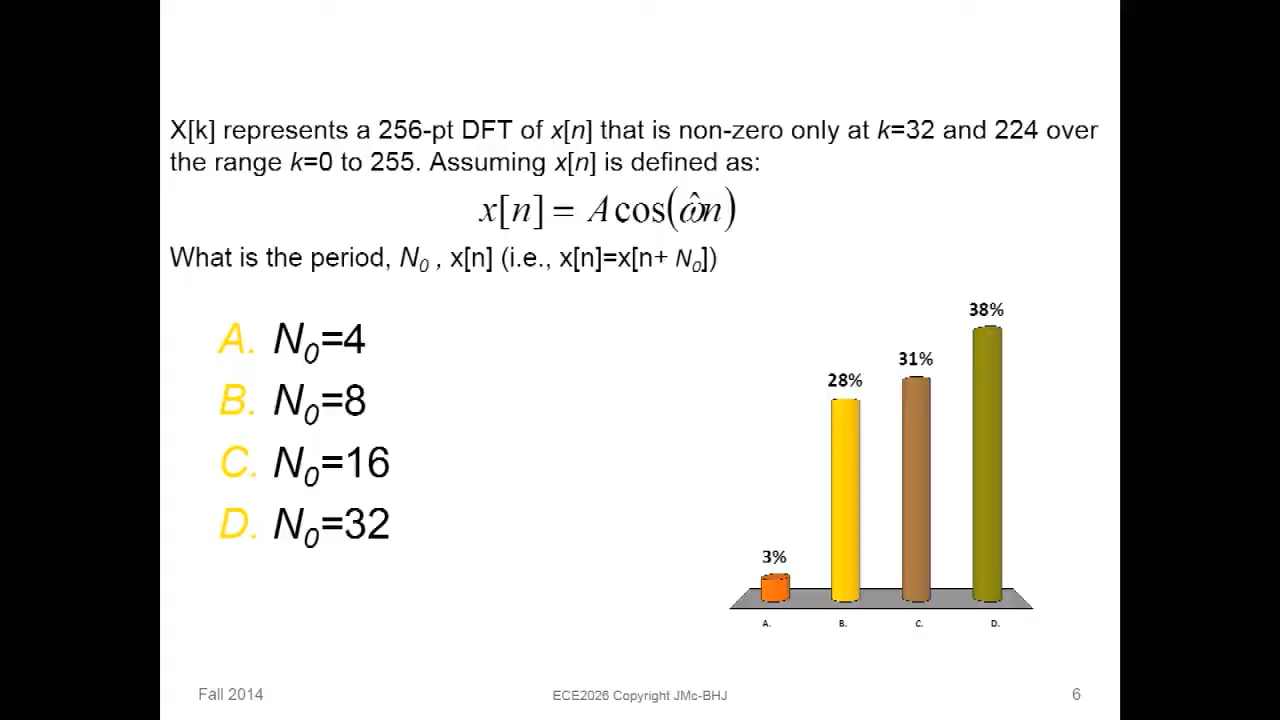 X[k] represents a 256-pt DFT of x[n] that is non-zero only at k=32 and 224 over
the range k=0 to 255. Assuming x[n] is defined as:
x[n] = A cos(ω̂n)
What is the period, N₀ , x[n] (i.e., x[n]=x[n+ N₀])
A. N₀=4
B. N₀=8
C. N₀=16
D. N₀=32
38%
31%
28%
3%
A. B. C. D.
Fall 2014 ECE2026 Copyright JMc-BHJ 6